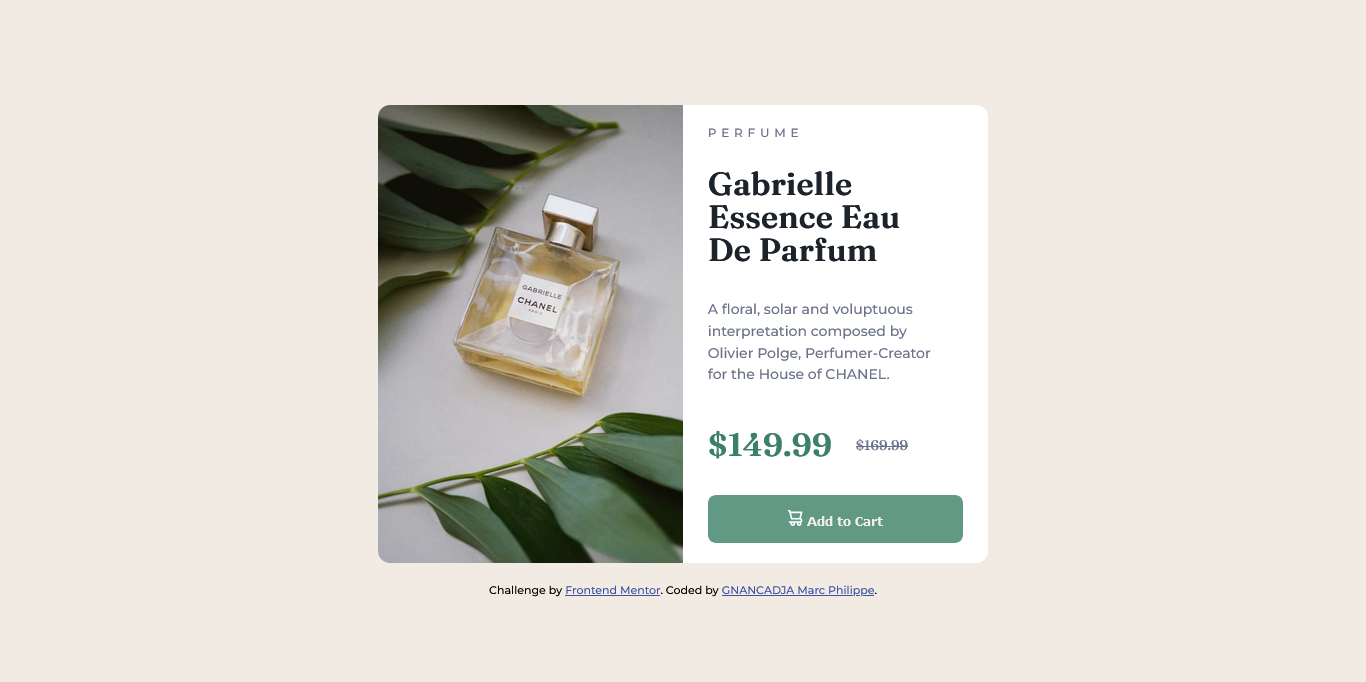 PERFUME
Gabrielle
Essence Eau
De Parfum
GABRIELLE
CHANEL
PARIS
A floral, solar and voluptuous
interpretation composed by
Olivier Polge, Perfumer-Creator
for the House of CHANEL.
$149.99 $169.99
Add to Cart
Challenge by Frontend Mentor. Coded by GNANCADJA Marc Philippe.